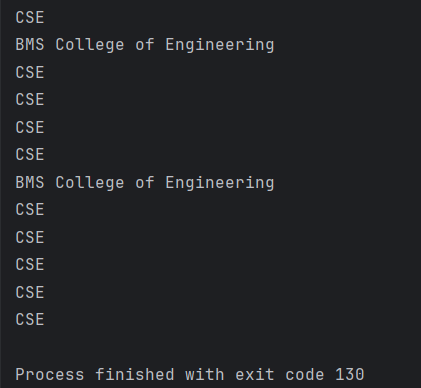 CSE
BMS College of Engineering
CSE
CSE
CSE
CSE
BMS College of Engineering
CSE
CSE
CSE
CSE
CSE
Process finished with exit code 130